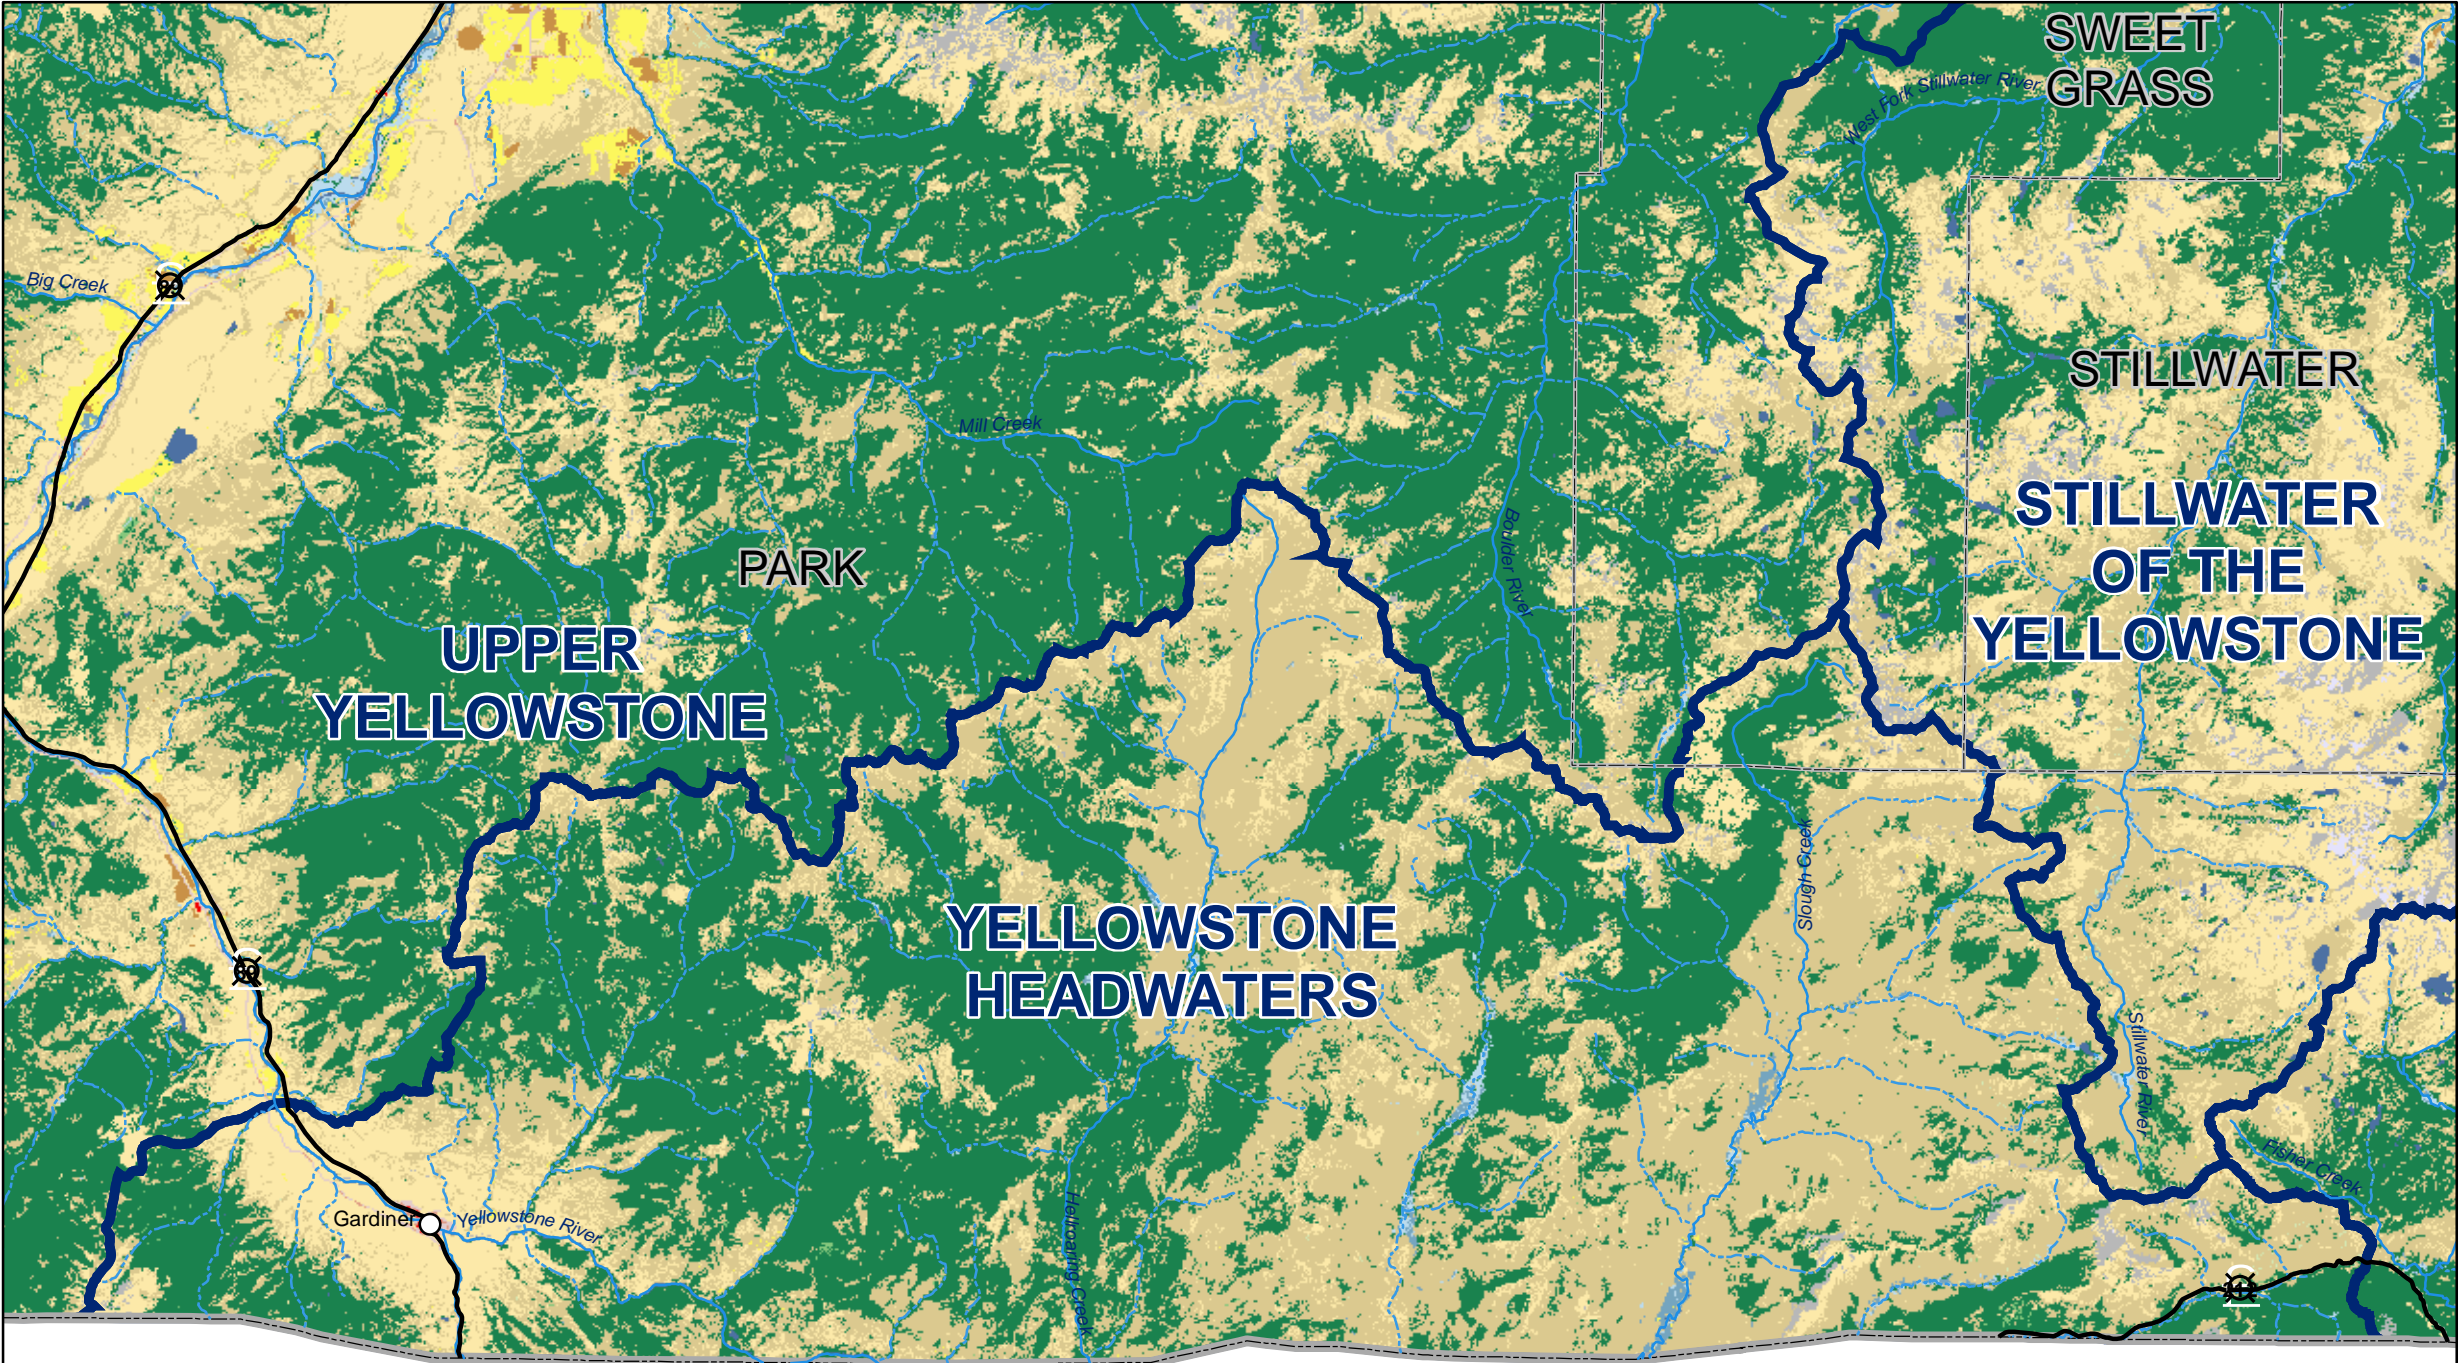 SWEET
GRASS
West Fork Stillwater River
Big Creek
STILLWATER
Mill Creek
STILLWATER
OF THE
YELLOWSTONE
Boulder River
PARK
UPPER
YELLOWSTONE
Slough Creek
YELLOWSTONE
HEADWATERS
Stillwater River
Fisher Creek
Gardiner
Yellowstone River
Hellroaring Creek